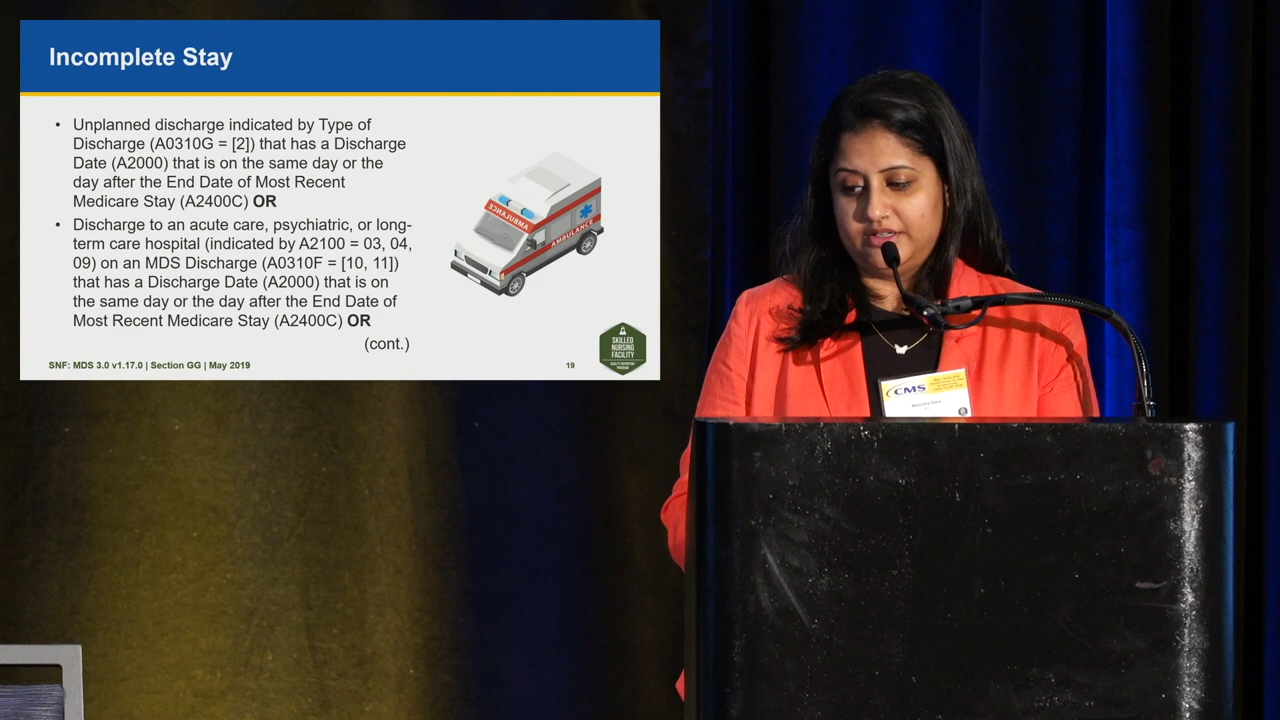 Incomplete Stay
• Unplanned discharge indicated by Type of
Discharge (A0310G = [2]) that has a Discharge
Date (A2000) that is on the same day or the
day after the End Date of Most Recent
Medicare Stay (A2400C) OR
• Discharge to an acute care, psychiatric, or long-
term care hospital (indicated by A2100 = 03, 04,
09) on an MDS Discharge (A0310F = [10, 11])
that has a Discharge Date (A2000) that is on
the same day or the day after the End Date of
Most Recent Medicare Stay (A2400C) OR
(cont.)
AMBULANCE
AMBULANCE
SKILLED
NURSING
FACILITY
QUALITY REPORTING
PROGRAM
SNF: MDS 3.0 v1.17.0 | Section GG | May 2019
19
CMS